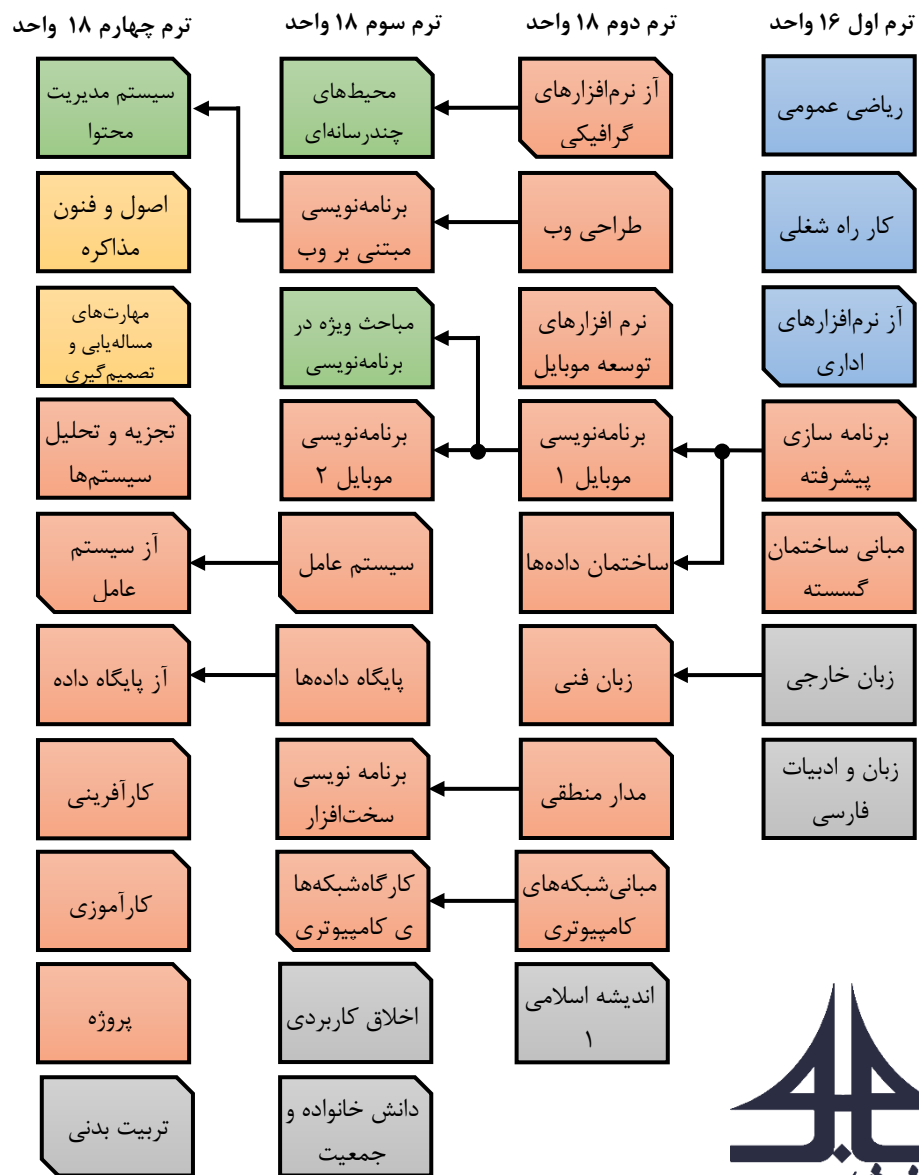 ترم اول ۱۶ واحد
ریاضی عمومی
کار راه شغلی
آز نرم‌افزارهای
اداری
برنامه سازی
پیشرفته
مبانی ساختمان
گسسته
زبان خارجی
زبان و ادبیات
فارسی
ترم دوم ۱۸ واحد
آز نرم‌افزارهای
گرافیکی
طراحی وب
نرم افزارهای
توسعه موبایل
برنامه‌نویسی
موبایل ۱
ساختمان داده‌ها
زبان فنی
مدار منطقی
مبانی‌شبکه‌های
کامپیوتری
اندیشه اسلامی
۱
ترم سوم ۱۸ واحد
محیط‌های
چندرسانه‌ای
برنامه‌نویسی
مبتنی بر وب
مباحث ویژه در
برنامه‌نویسی
برنامه‌نویسی
موبایل ۲
سیستم عامل
پایگاه داده‌ها
برنامه نویسی
سخت‌افزار
کارگاه‌شبکه‌ها
ی کامپیوتری
اخلاق کاربردی
دانش خانواده و
جمعیت
ترم چهارم ۱۸ واحد
سیستم مدیریت
محتوا
اصول و فنون
مذاکره
مهارت‌های
مساله‌یابی و
تصمیم‌گیری
تجزیه و تحلیل
سیستم‌ها
آز سیستم
عامل
آز پایگاه داده
کارآفرینی
کارآموزی
پروژه
تربیت بدنی